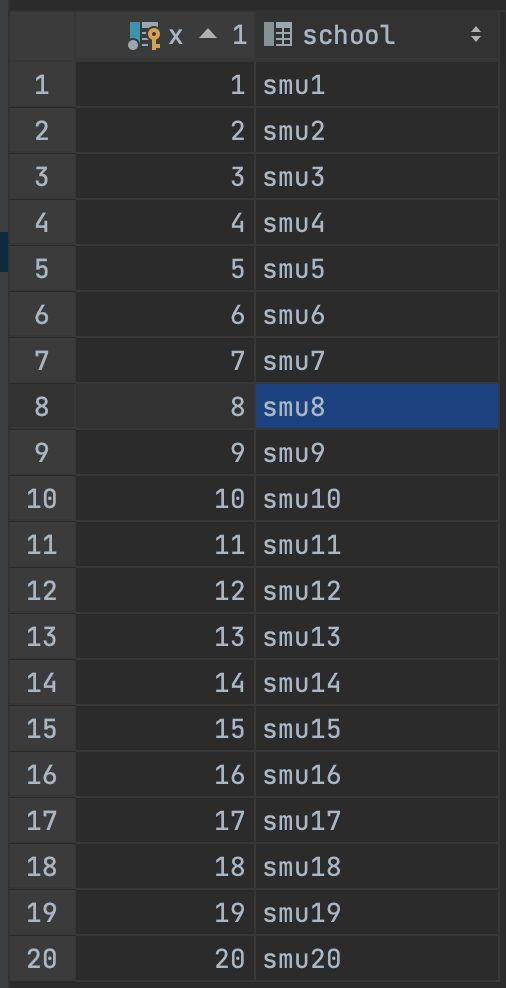 x 1 school
1 1 smu1
2 2 smu2
3 3 smu3
4 4 smu4
5 5 smu5
6 6 smu6
7 7 smu7
8 8 smu8
9 9 smu9
10 10 smu10
11 11 smu11
12 12 smu12
13 13 smu13
14 14 smu14
15 15 smu15
16 16 smu16
17 17 smu17
18 18 smu18
19 19 smu19
20 20 smu20